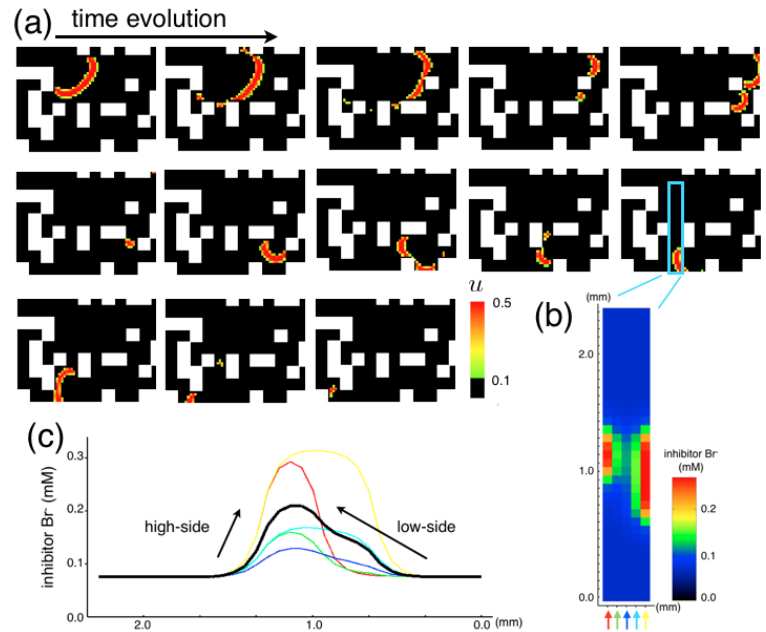 (a)
time evolution
u
0.5
0.1
(b)
(mm)
2.0
1.0
0.0
(mm)
inhibitor Br-
(mM)
0.2
0.1
0.0
(c)
inhibitor Br- (mM)
0.3
0.2
0.1
0.0
high-side
low-side
2.0
1.0
0.0
(mm)
(mm)